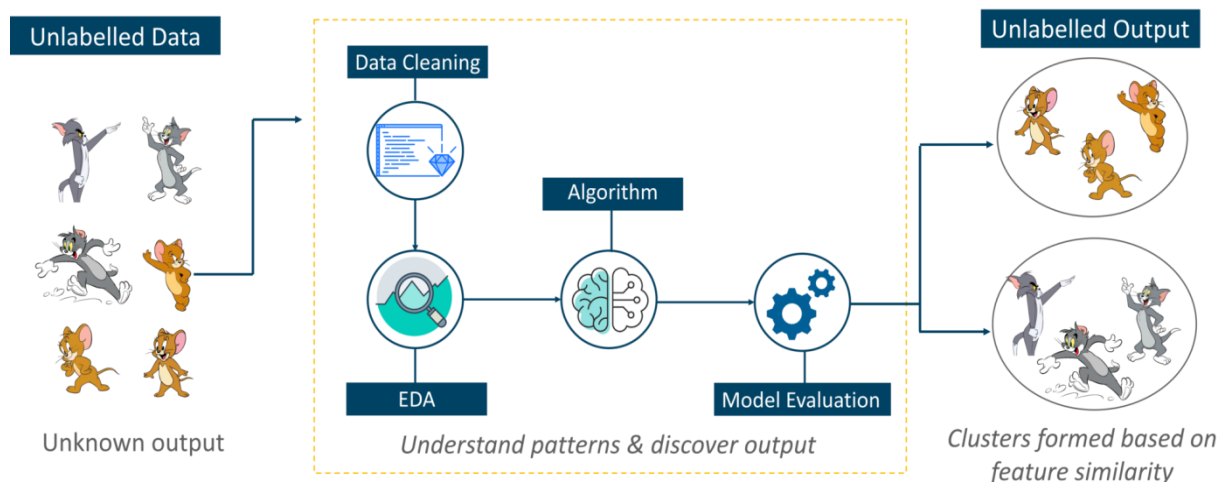 Unlabelled Data
Unknown output
Data Cleaning
EDA
Algorithm
Model Evaluation
Understand patterns & discover output
Unlabelled Output
Clusters formed based on
feature similarity